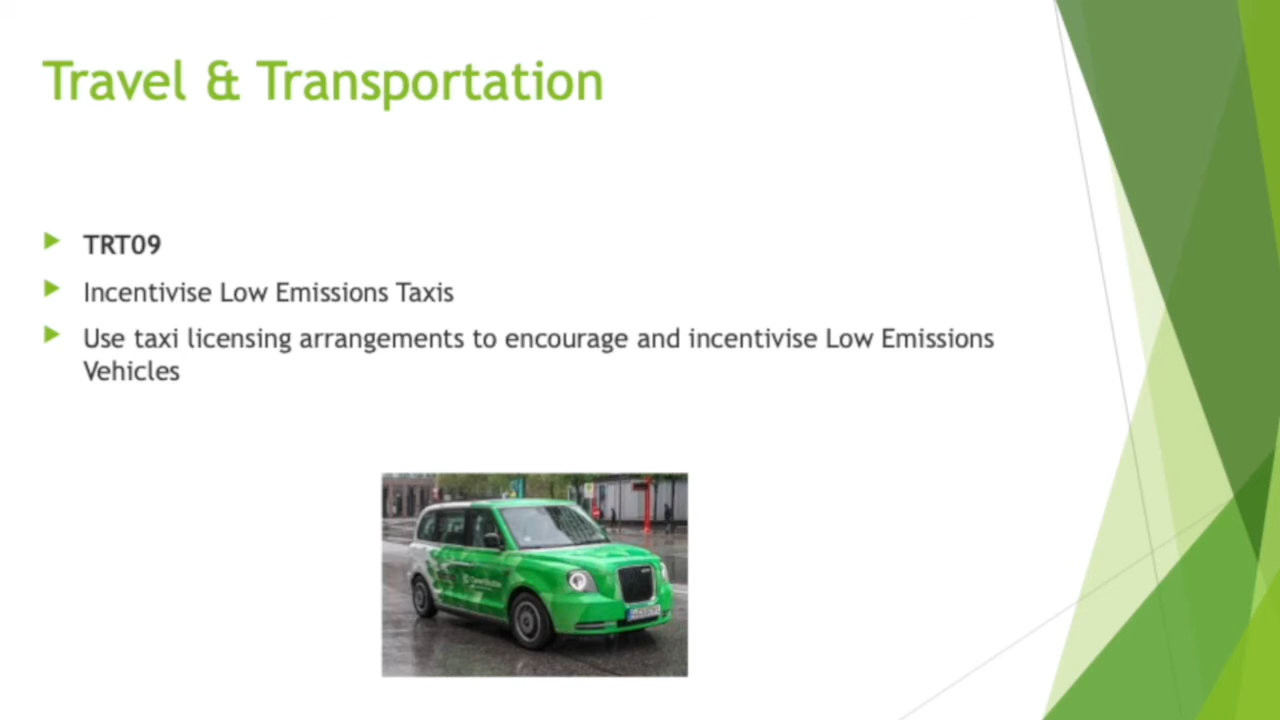 Travel & Transportation
TRT09
Incentivise Low Emissions Taxis
Use taxi licensing arrangements to encourage and incentivise Low Emissions
Vehicles